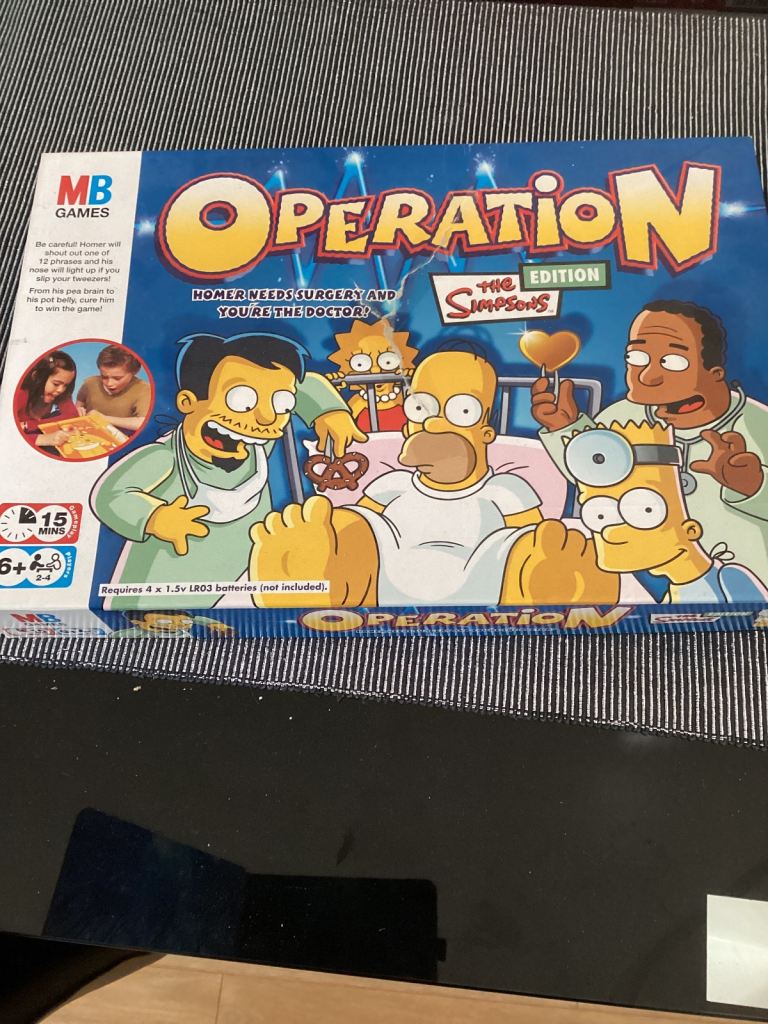 MB
GAMES
OPERATION
THE
SIMPSONS
™
EDITION
HOMER NEEDS SURGERY AND
YOU'RE THE DOCTOR!
Be careful! Homer will
shout out one of
12 phrases and his
nose will light up if you
slip your tweezers!
From his pea brain to
his pot belly, cure him
to win the game!
15
MINS
6+
2-4
Requires 4 x 1.5v LR03 batteries (not included).
MB
OPERATION